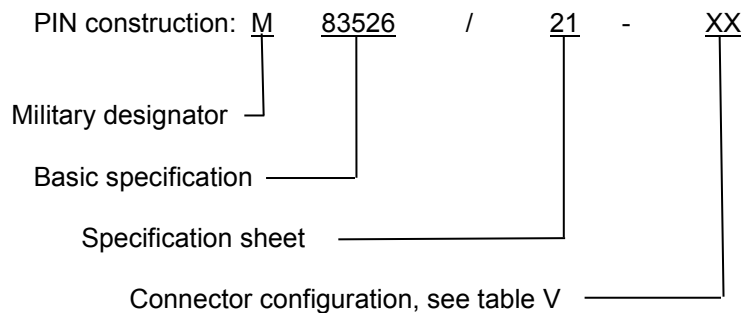 PIN construction: M 83526 / 21 - XX
Military designator
Basic specification
Specification sheet
Connector configuration, see table V